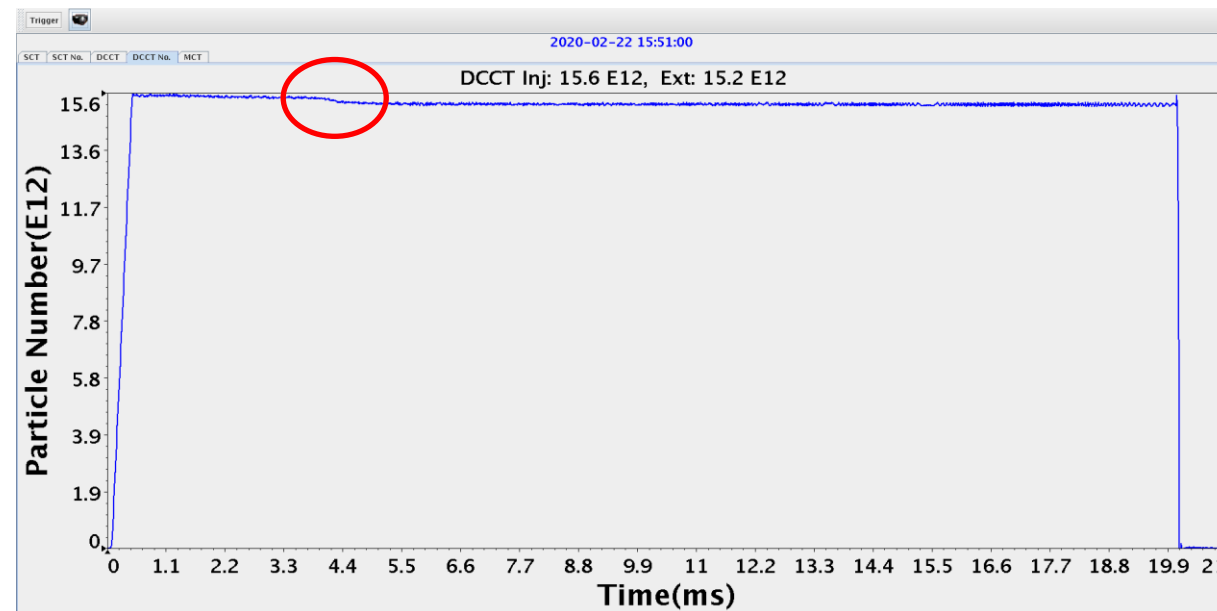 Trigger
2020-02-22 15:51:00
SCT SCT No. DCCT DCCT No. MCT
DCCT Inj: 15.6 E12, Ext: 15.2 E12
Particle Number(E12)
15.6
13.6
11.7
9.7
7.8
5.8
3.9
1.9
0
0 1.1 2.2 3.3 4.4 5.5 6.6 7.7 8.8 9.9 11 12.2 13.3 14.4 15.5 16.6 17.7 18.8 19.9 2
Time(ms)